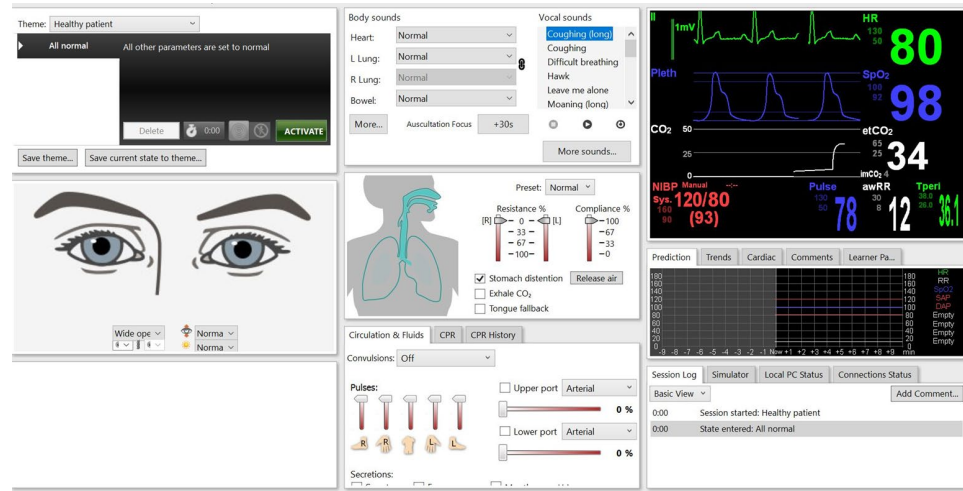 Theme: Healthy patient
All normal
All other parameters are set to normal
Delete
0:00
ACTIVATE
Save theme...
Save current state to theme...
Wide ope
Norma
Norma
Body sounds
Heart: Normal
L Lung: Normal
R Lung: Normal
Bowel: Normal
More...
Auscultation Focus
+30s
Vocal sounds
Coughing (long)
Coughing
Difficult breathing
Hawk
Leave me alone
Moaning (long)
More sounds...
Preset: Normal
Resistance %
Compliance %
[R] 0 [L] 100
33 67
67 33
100 0
Stomach distention
Release air
Exhale CO₂
Tongue fallback
Circulation & Fluids
CPR
CPR History
Convulsions: Off
Pulses:
R R L L
Upper port Arterial
0 %
Lower port Arterial
0 %
Secretions:
II
1mV
HR
130
50
80
Pleth
SpO₂
100
92
98
CO₂ 50
25
0
etCO₂
65
25
34
imCO₂ 4
NIBP Manual --:--
Sys. 120/80
160
90
(93)
Pulse
130
50
78
awRR
30
8
12
Tperi
36.1
Prediction
Trends
Cardiac
Comments
Learner Pa...
180
160
140
120
100
80
60
40
20
0
-9 -8 -7 -6 -5 -4 -3 -2 -1 Now +1 +2 +3 +4 +5 +6 +7 +8 +9 min
180
160
140
120
100
80
60
40
20
0
HR
RR
SpO2
SAP
DAP
Empty
Empty
Empty
Empty
Session Log
Simulator
Local PC Status
Connections Status
Basic View
Add Comment...
0:00 Session started: Healthy patient
0:00 State entered: All normal